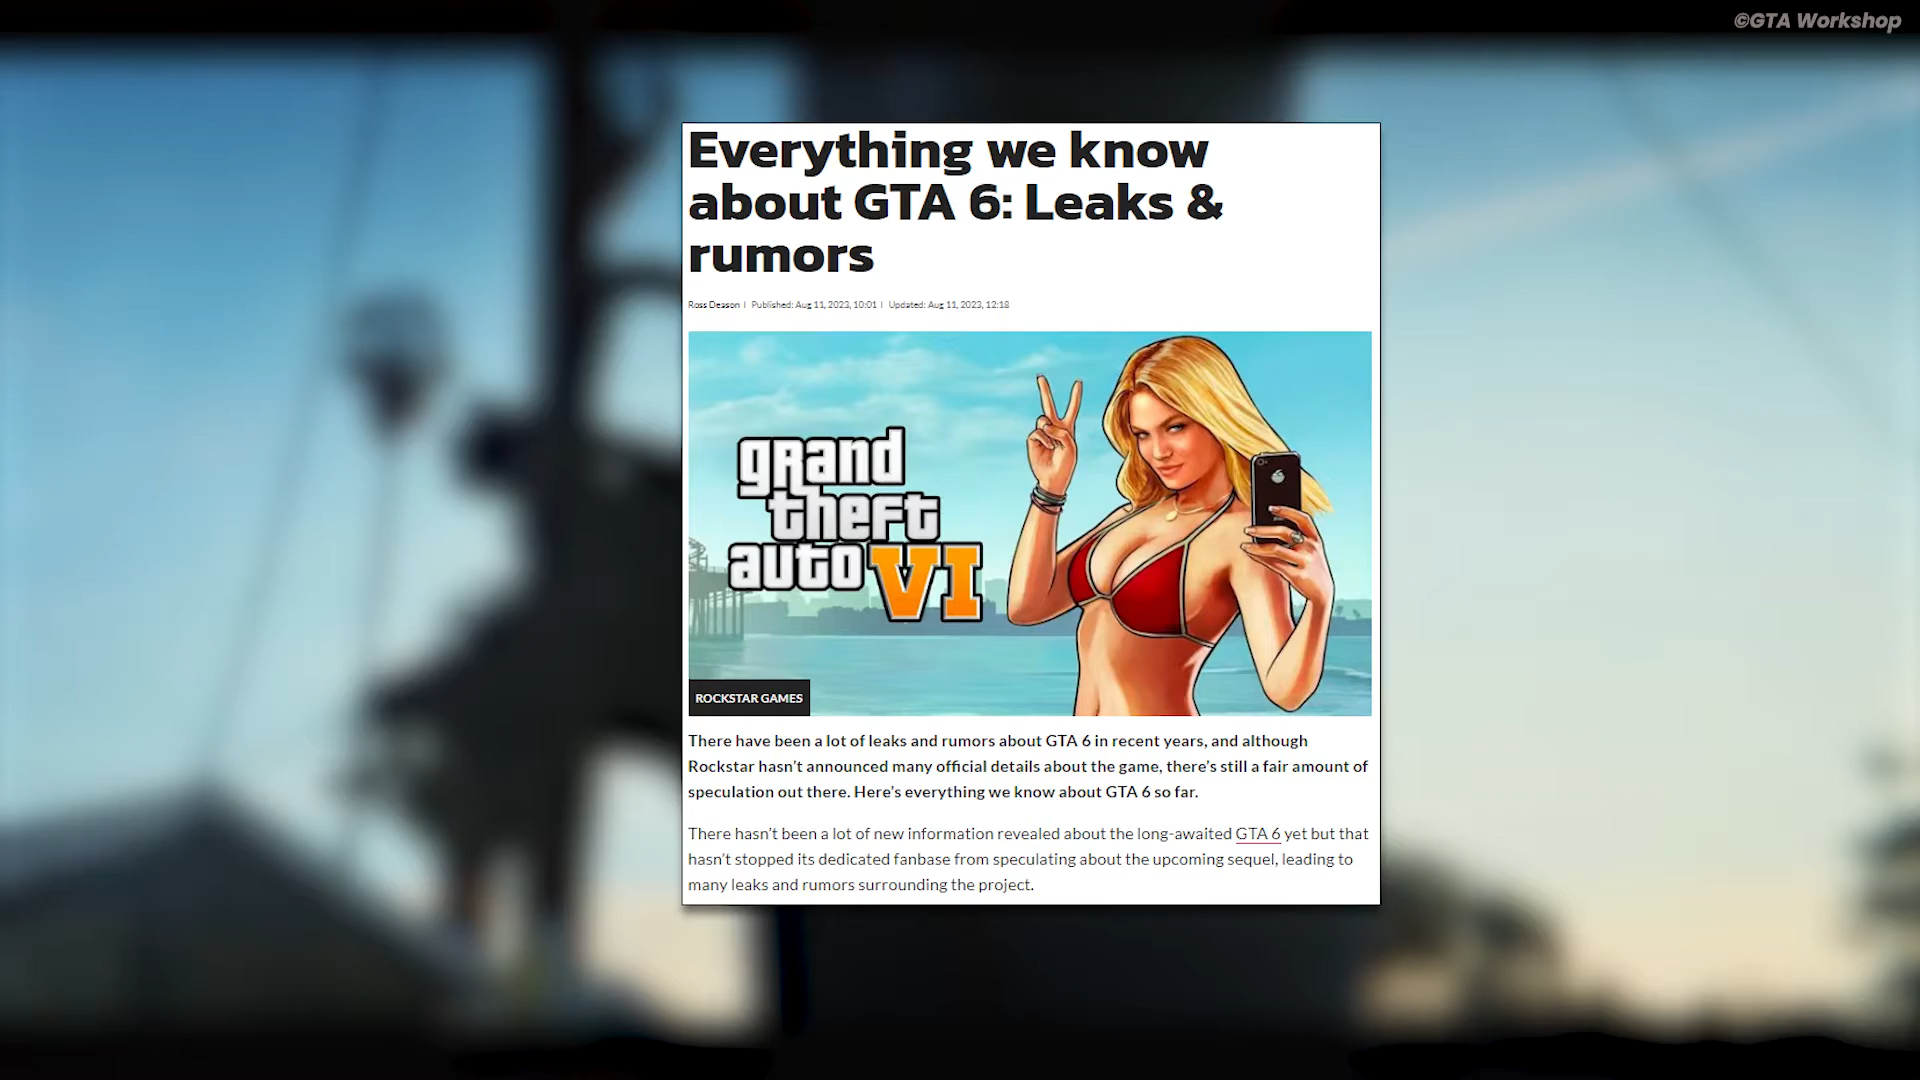 ©GTA Workshop
Everything we know
about GTA 6: Leaks &
rumors
Ross Deason | Published: Aug 11, 2023, 10:01 | Updated: Aug 11, 2023, 12:18
grand
theft
auto VI
ROCKSTAR GAMES
There have been a lot of leaks and rumors about GTA 6 in recent years, and although
Rockstar hasn’t announced many official details about the game, there’s still a fair amount of
speculation out there. Here’s everything we know about GTA 6 so far.
There hasn’t been a lot of new information revealed about the long-awaited GTA 6 yet but that
hasn’t stopped its dedicated fanbase from speculating about the upcoming sequel, leading to
many leaks and rumors surrounding the project.